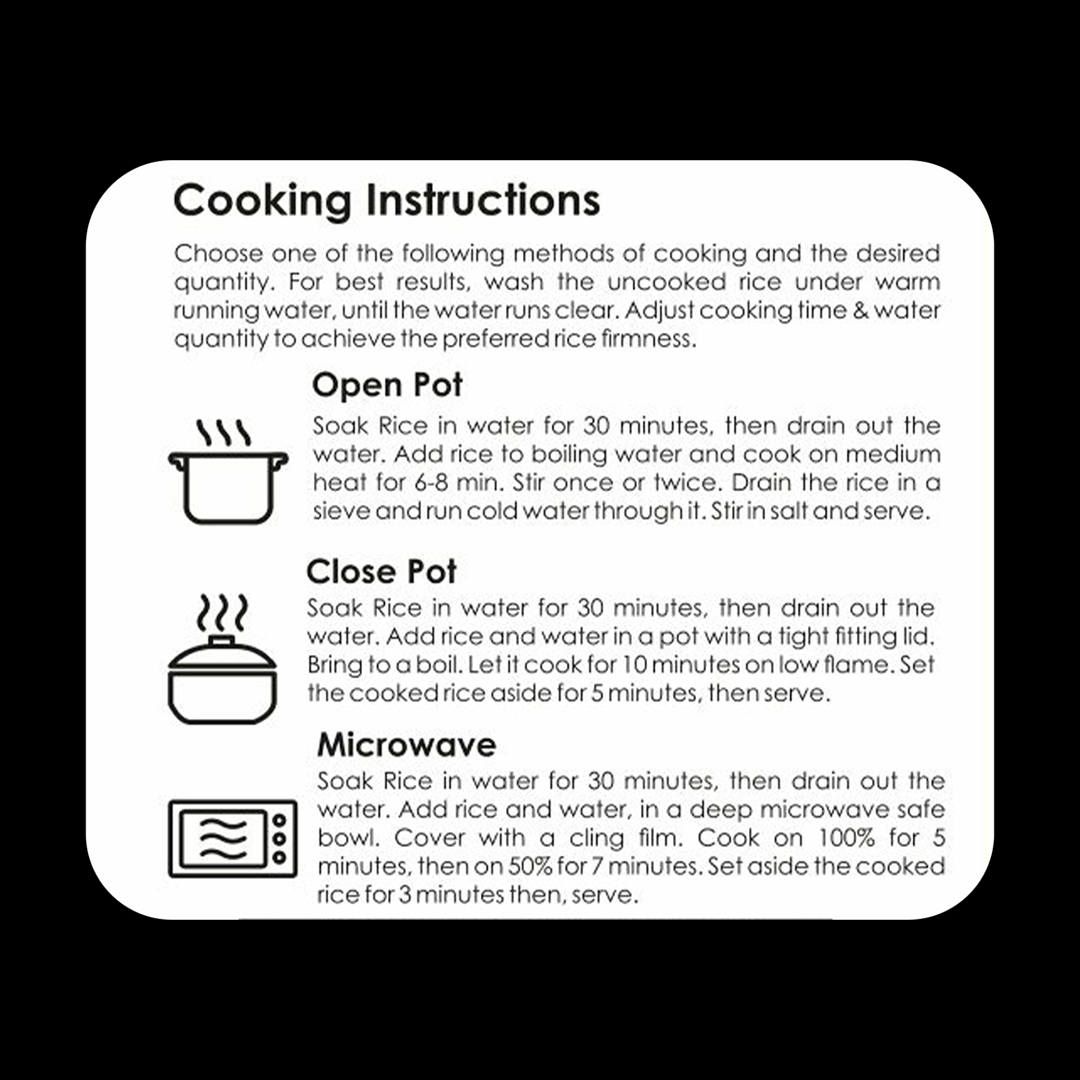 Cooking Instructions
Choose one of the following methods of cooking and the desired
quantity. For best results, wash the uncooked rice under warm
running water, until the water runs clear. Adjust cooking time & water
quantity to achieve the preferred rice firmness.
Open Pot
Soak Rice in water for 30 minutes, then drain out the
water. Add rice to boiling water and cook on medium
heat for 6-8 min. Stir once or twice. Drain the rice in a
sieve and run cold water through it. Stir in salt and serve.
Close Pot
Soak Rice in water for 30 minutes, then drain out the
water. Add rice and water in a pot with a tight fitting lid.
Bring to a boil. Let it cook for 10 minutes on low flame. Set
the cooked rice aside for 5 minutes, then serve.
Microwave
Soak Rice in water for 30 minutes, then drain out the
water. Add rice and water, in a deep microwave safe
bowl. Cover with a cling film. Cook on 100% for 5
minutes, then on 50% for 7 minutes. Set aside the cooked
rice for 3 minutes then, serve.